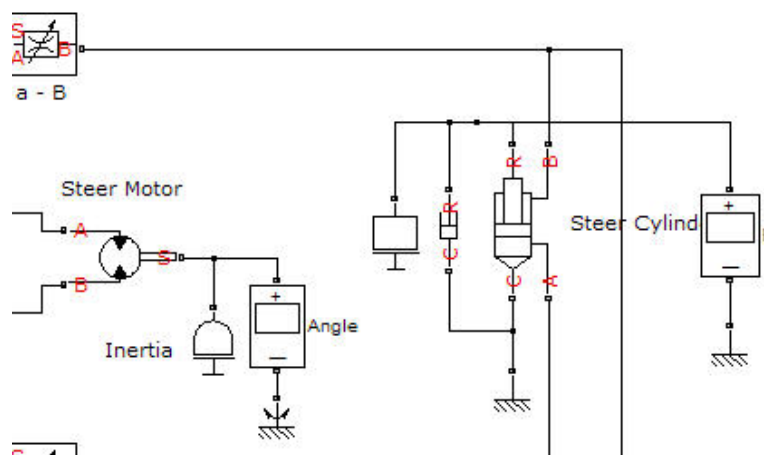 S
A
B
a - B
Steer Motor
A
B
S
Inertia
+
—
Angle
R
C
R
B
C
A
Steer Cylind
+
—
S